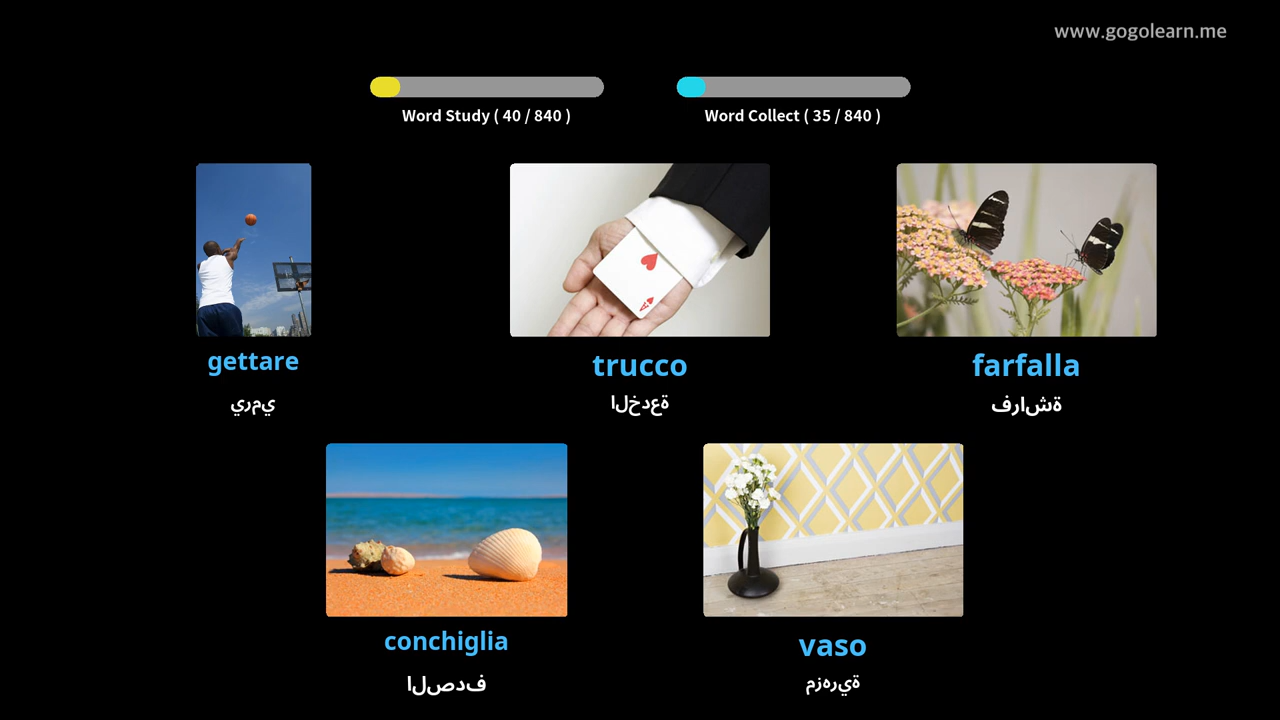 www.gogolearn.me
Word Study ( 40 / 840 )
Word Collect ( 35 / 840 )
gettare
يرمي
trucco
الخدعة
farfalla
فراشة
conchiglia
الصدف
vaso
مزهرية